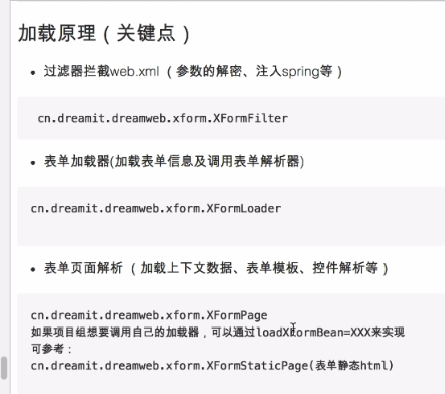 加载原理（关键点）
• 过滤器拦截web.xml （参数的解密、注入spring等）
cn.dreamit.dreamweb.xform.XFormFilter
• 表单加载器(加载表单信息及调用表单解析器)
cn.dreamit.dreamweb.xform.XFormLoader
• 表单页面解析 （加载上下文数据、表单模板、控件解析等）
cn.dreamit.dreamweb.xform.XFormPage
如果项目组想要调用自己的加载器，可以通过loadXFormBean=XXX来实现
可参考：
cn.dreamit.dreamweb.xform.XFormStaticPage(表单静态html)